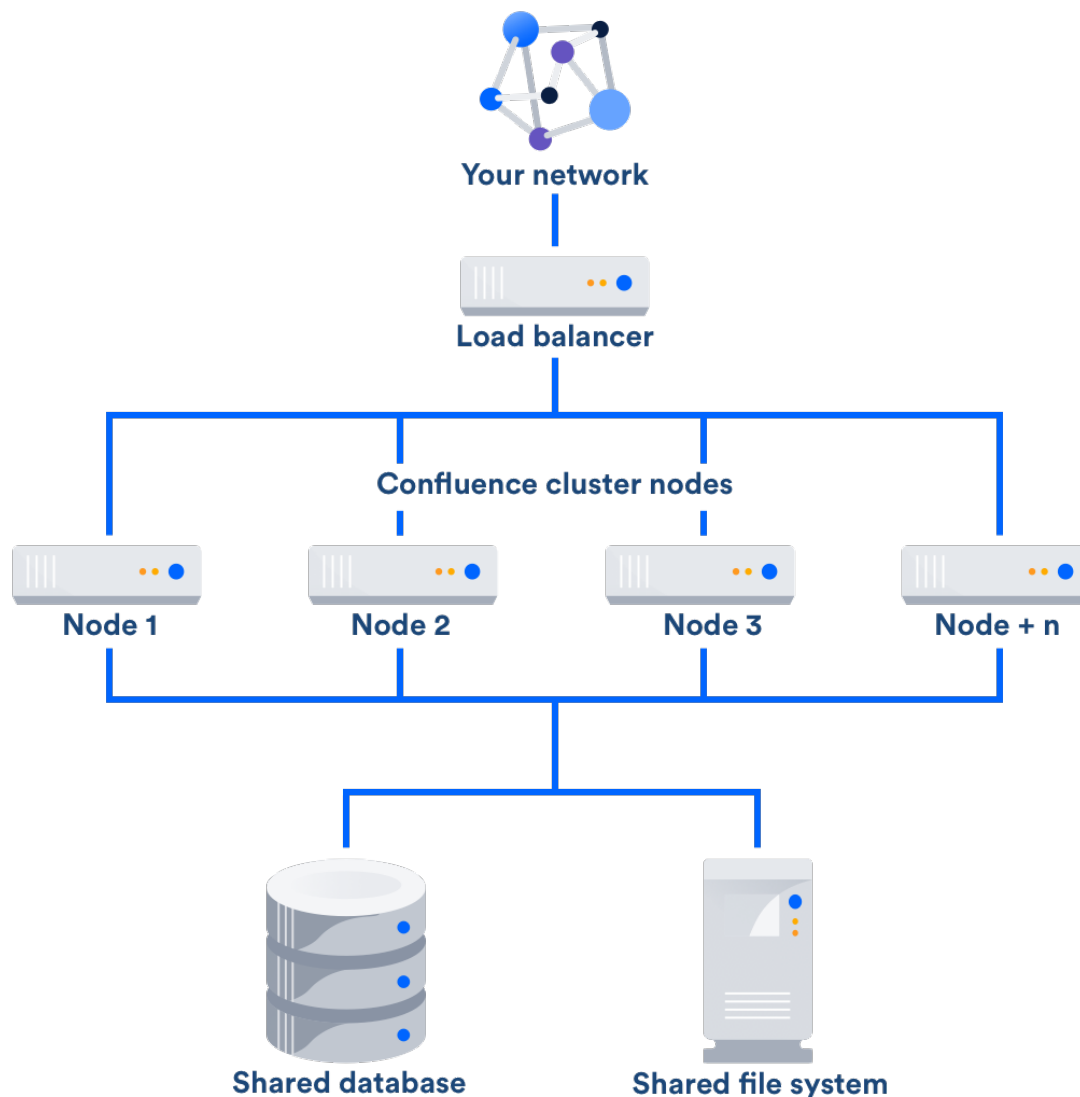 Your network
Load balancer
Confluence cluster nodes
Node 1
Node 2
Node 3
Node + n
Shared database
Shared file system